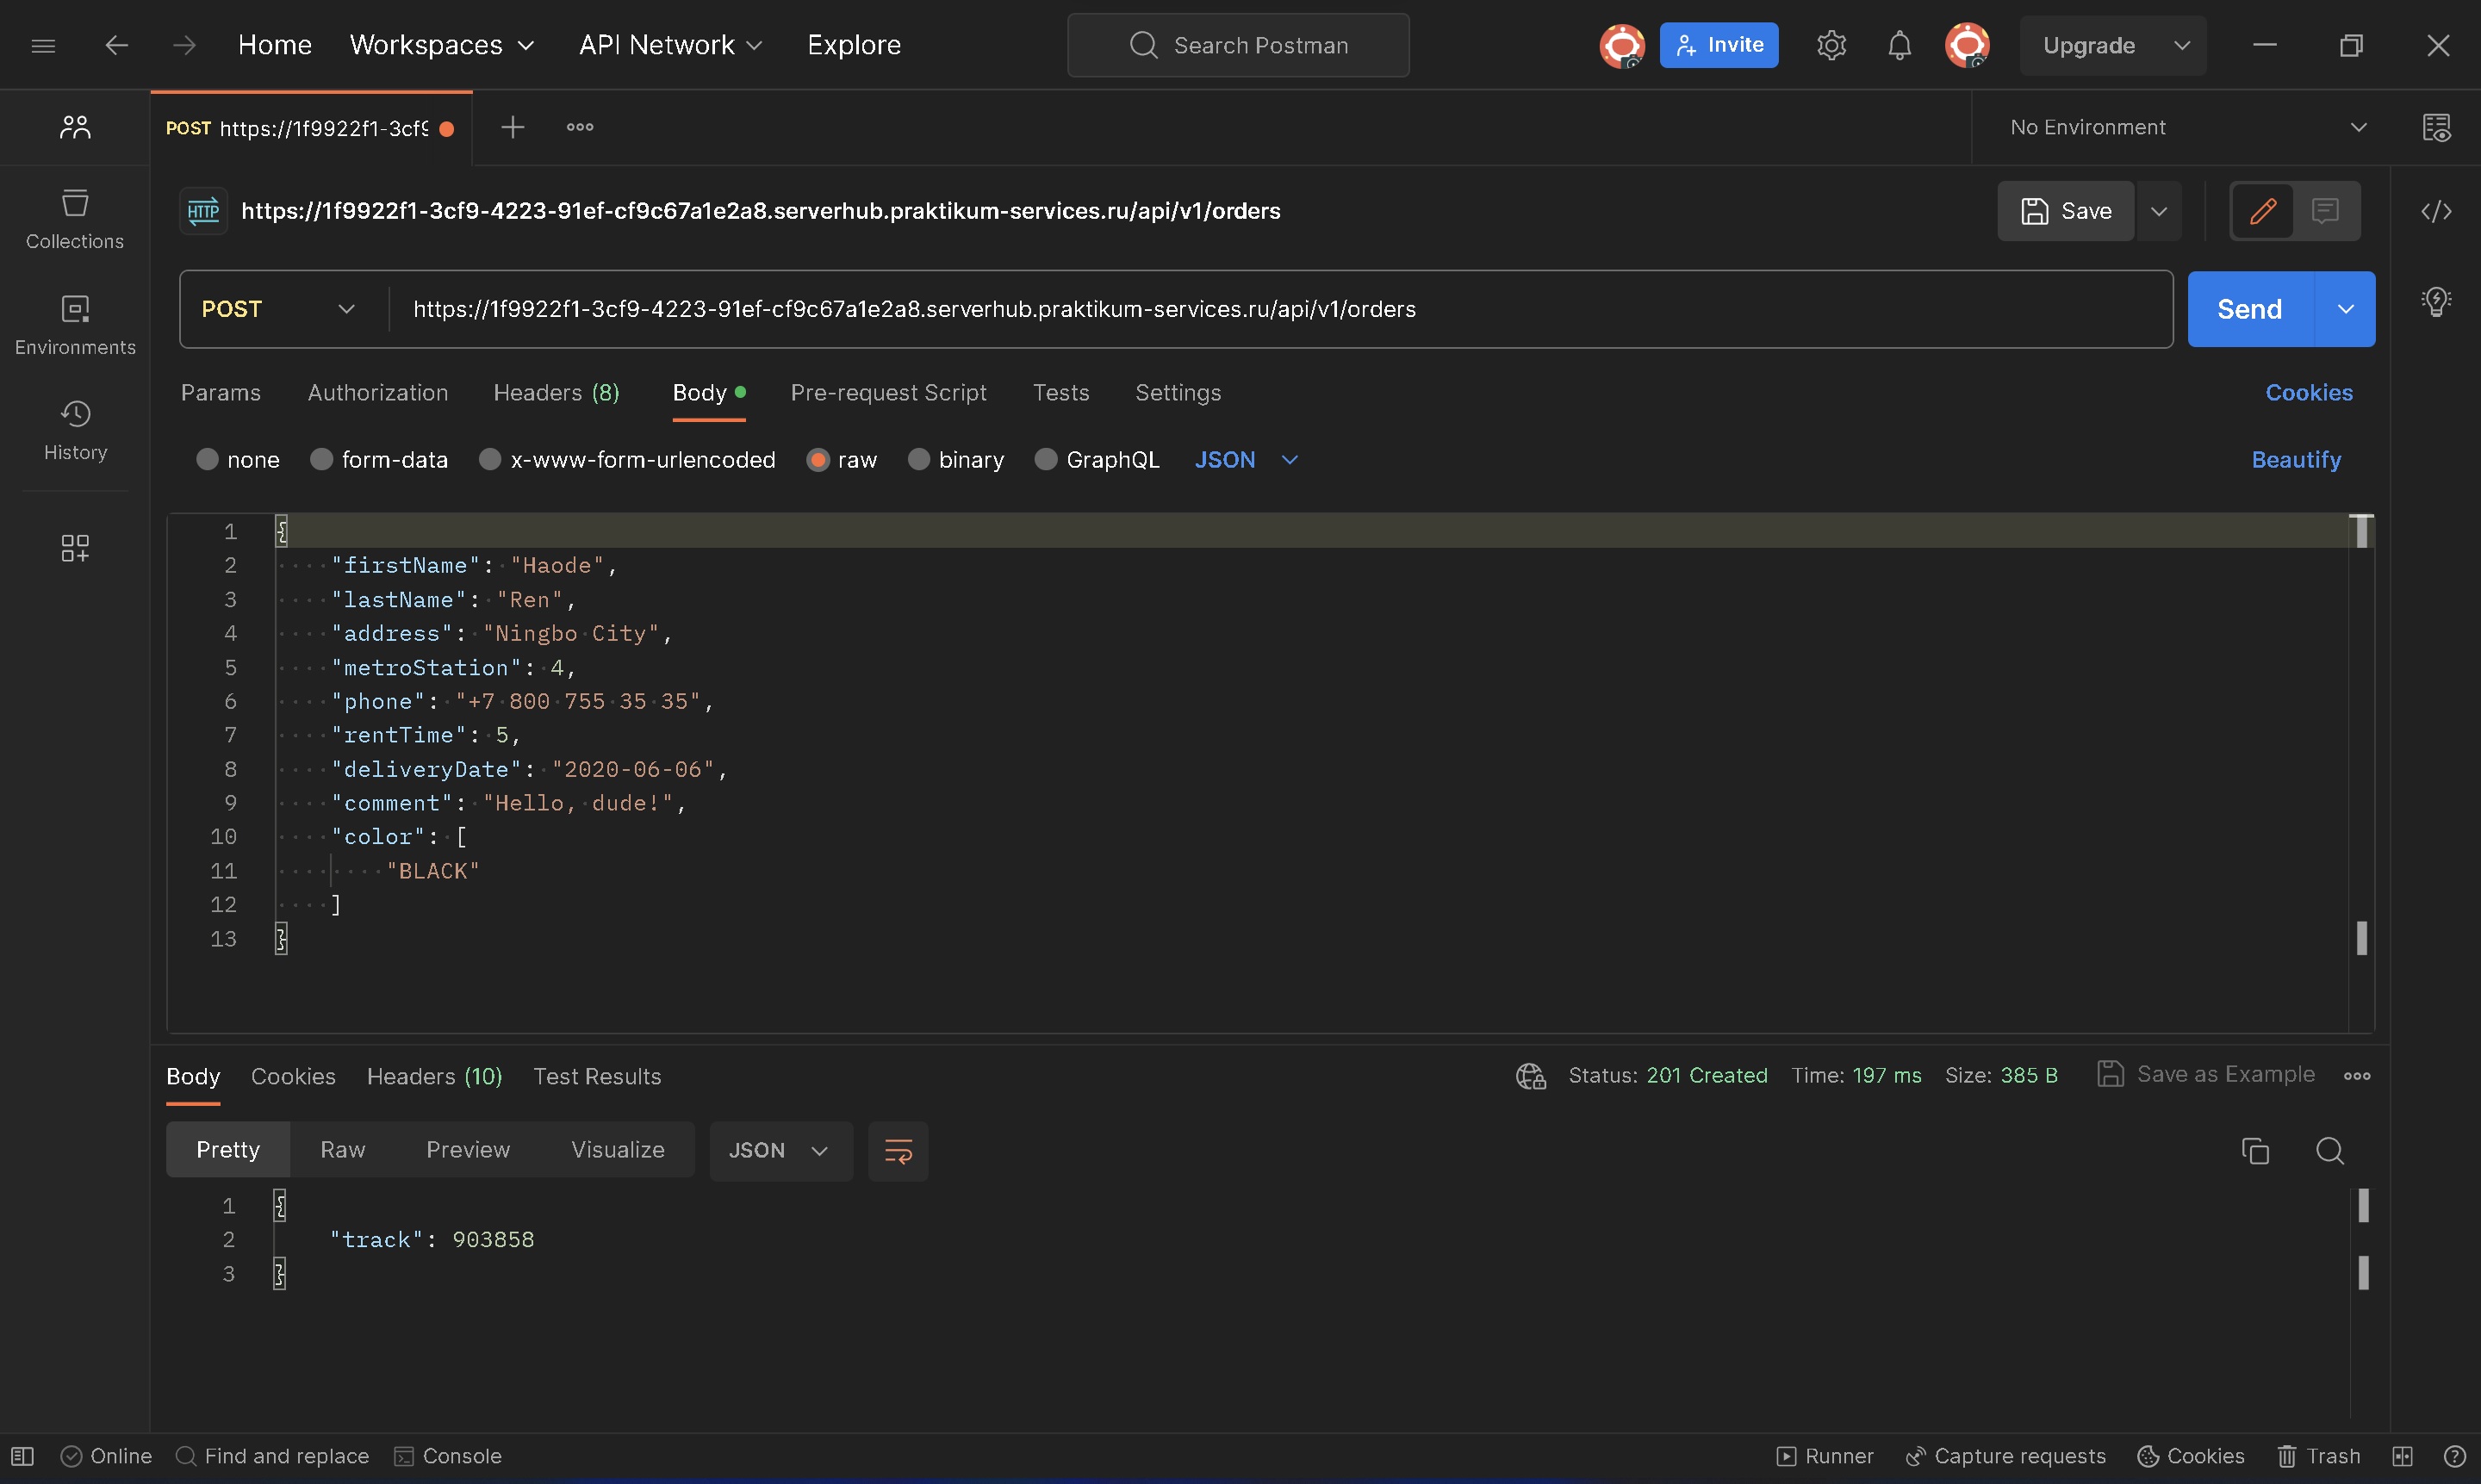 Home Workspaces API Network Explore Search Postman Invite Upgrade
POST https://1f9922f1-3cf9 No Environment
HTTP https://1f9922f1-3cf9-4223-91ef-cf9c67a1e2a8.serverhub.praktikum-services.ru/api/v1/orders Save
Collections
POST https://1f9922f1-3cf9-4223-91ef-cf9c67a1e2a8.serverhub.praktikum-services.ru/api/v1/orders Send
Environments
Params Authorization Headers (8) Body Pre-request Script Tests Settings Cookies
History
none form-data x-www-form-urlencoded raw binary GraphQL JSON Beautify
1 {
2 "firstName": "Haode",
3 "lastName": "Ren",
4 "address": "Ningbo City",
5 "metroStation": 4,
6 "phone": "+7 800 755 35 35",
7 "rentTime": 5,
8 "deliveryDate": "2020-06-06",
9 "comment": "Hello, dude!",
10 "color": [
11 "BLACK"
12 ]
13 }
Body Cookies Headers (10) Test Results Status: 201 Created Time: 197 ms Size: 385 B Save as Example
Pretty Raw Preview Visualize JSON
1 {
2 "track": 903858
3 }
Online Find and replace Console Runner Capture requests Cookies Trash